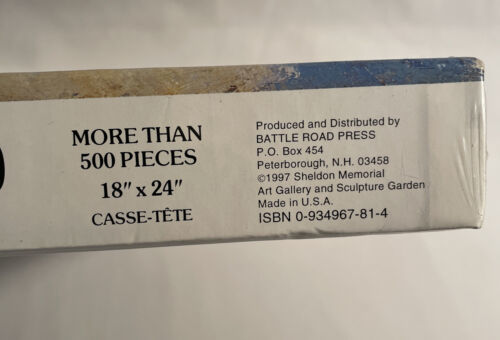 MORE THAN
500 PIECES
18" x 24"
CASSE-TÊTE
Produced and Distributed by
BATTLE ROAD PRESS
P.O. Box 454
Peterborough, N.H. 03458
©1997 Sheldon Memorial
Art Gallery and Sculpture Garden
Made in U.S.A.
ISBN 0-934967-81-4